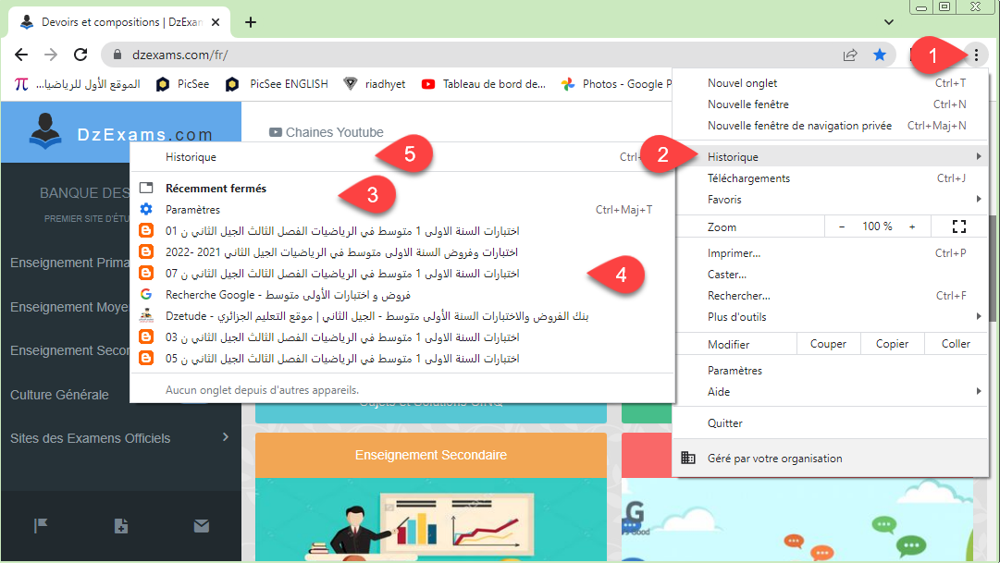 Devoirs et compositions | DzExam
dzexams.com/fr/
1
الموقع الأول للرياضيا...
PicSee
PicSee ENGLISH
riadhyet
Tableau de bord de...
Photos - Google P
DzExams.com
Chaines Youtube
BANQUE DES
PREMIER SITE D'ÉTU
Enseignement Prima
Enseignement Moye
Enseignement Secon
Culture Générale
Sites des Examens Officiels
Historique
Ctrl+
5
Récemment fermés
3
Paramètres
Ctrl+Maj+T
اختبارات السنة الاولى 1 متوسط في الرياضيات الفصل الثالث الجيل الثاني ن 01
اختبارات وفروض السنة الاولى متوسط في الرياضيات الجيل الثاني 2021 -2022
اختبارات السنة الاولى 1 متوسط في الرياضيات الفصل الثالث الجيل الثاني ن 07
4
فروض و اختبارات الأولى متوسط - Recherche Google
بنك الفروض والاختبارات السنة الأولى متوسط - الجيل الثاني | موقع التعليم الجزائري - Dzetude
اختبارات السنة الاولى 1 متوسط في الرياضيات الفصل الثالث الجيل الثاني ن 03
اختبارات السنة الاولى 1 متوسط في الرياضيات الفصل الثالث الجيل الثاني ن 05
Aucun onglet depuis d'autres appareils.
Nouvel onglet
Ctrl+T
Nouvelle fenêtre
Ctrl+N
Nouvelle fenêtre de navigation privée
Ctrl+Maj+N
2
Historique
Téléchargements
Ctrl+J
Favoris
Zoom
- 100 % +
Imprimer...
Ctrl+P
Caster...
Rechercher...
Ctrl+F
Plus d'outils
Modifier
Couper
Copier
Coller
Paramètres
Aide
Quitter
Géré par votre organisation
Sujets et Solutions CINQ
Enseignement Secondaire
G